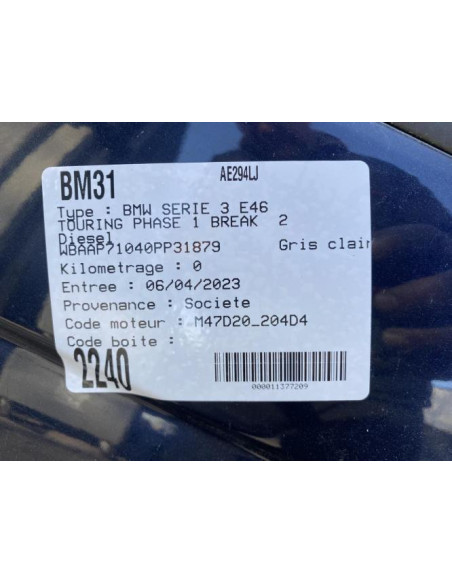 BM31 AE294LJ
Type : BMW SERIE 3 E46
TOURING PHASE 1 BREAK 2
Diesel
WBAAP71040PP31879 Gris clair
Kilometrage : 0
Entree : 06/04/2023
Provenance : Societe
Code moteur : M47D20_204D4
Code boite :
2240
000011377209